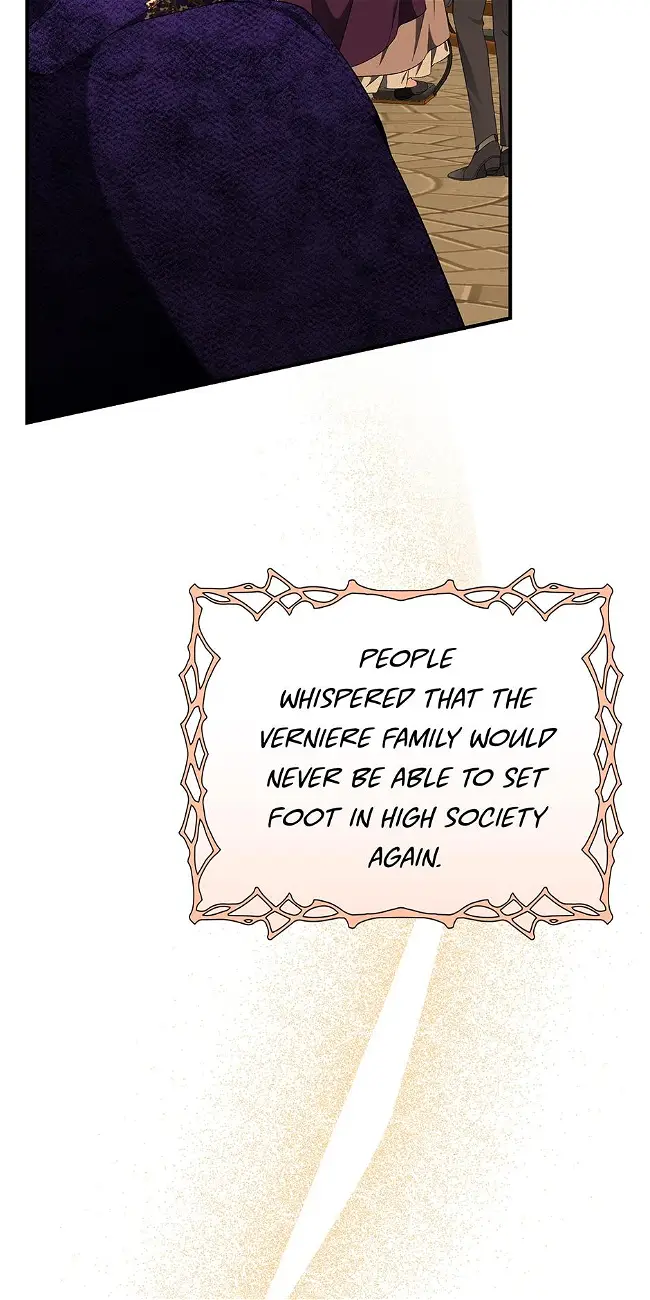 PEOPLE
WHISPERED THAT THE
VERNIERE FAMILY WOULD
NEVER BE ABLE TO SET
FOOT IN HIGH SOCIETY
AGAIN.